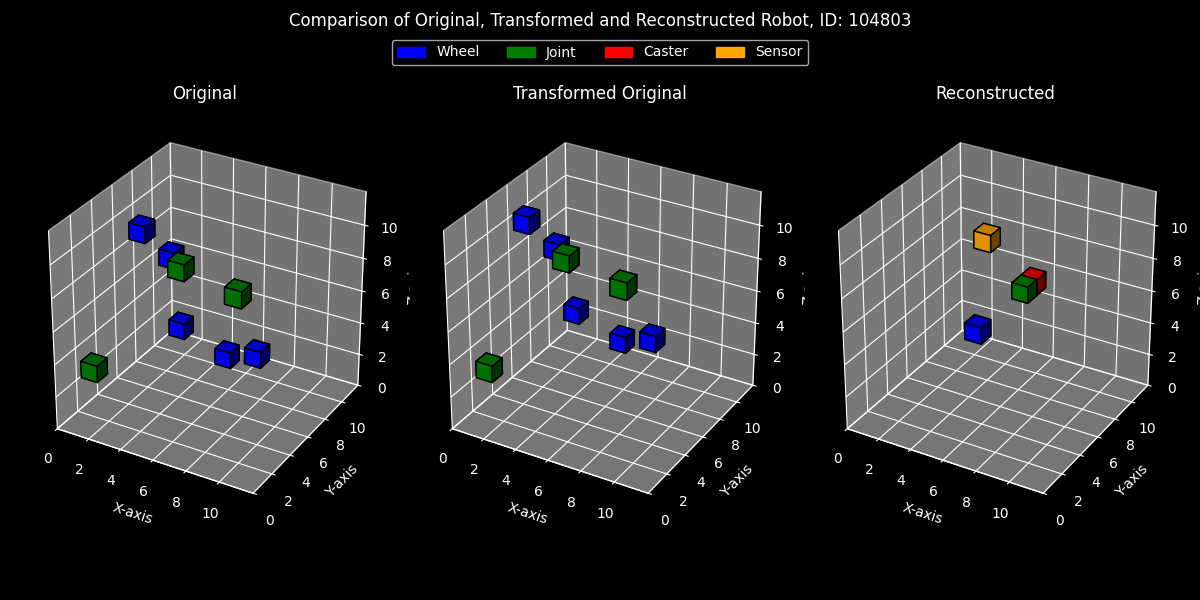 Comparison of Original, Transformed and Reconstructed Robot, ID: 104803
Wheel Joint Caster Sensor
Original Transformed Original Reconstructed
10 10 10
8 8 8
6 6 6
4 4 4
2 2 2
0 0 0
10 10 10
8 8 8
6 6 6
4 4 4
2 2 2
0 0 0
Y-axis Y-axis Y-axis
0 2 4 6 8 10 0 2 4 6 8 10 0 2 4 6 8 10
X-axis X-axis X-axis